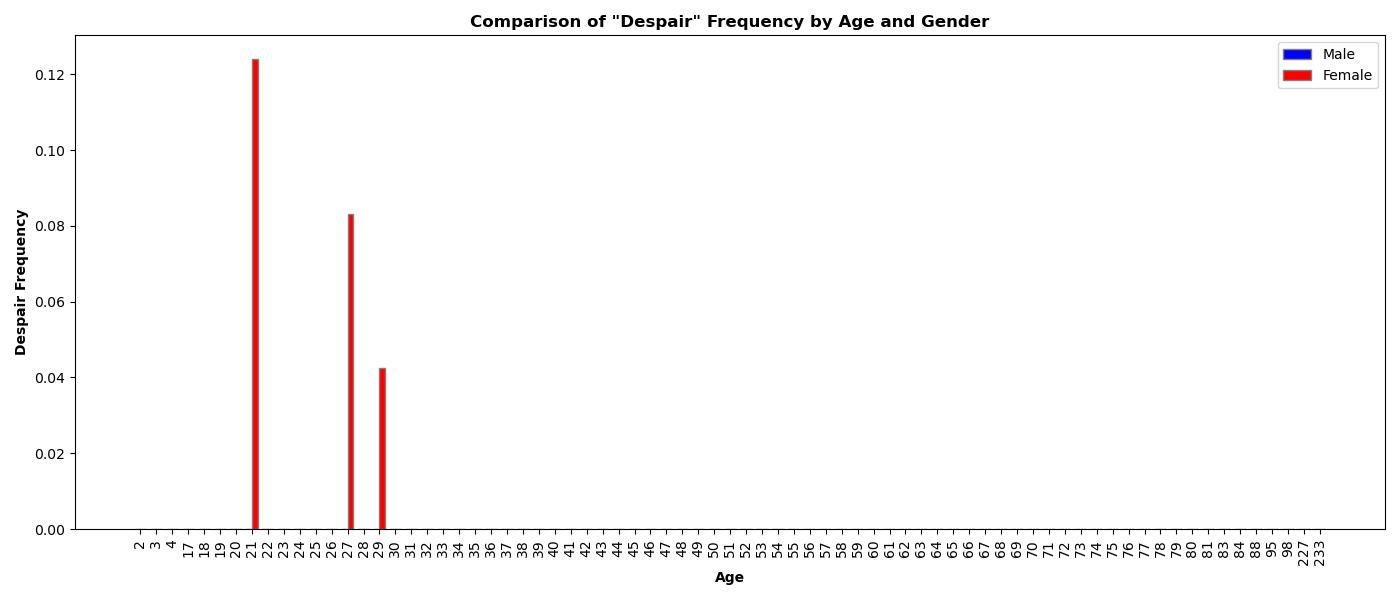 Comparison of "Despair" Frequency by Age and Gender
Male
Female
Despair Frequency
0.12
0.10
0.08
0.06
0.04
0.02
0.00
2 3 4 17 18 19 20 21 22 23 24 25 26 27 28 29 30 31 32 33 34 35 36 37 38 39 40 41 42 43 44 45 46 47 48 49 50 51 52 53 54 55 56 57 58 59 60 61 62 63 64 65 66 67 68 69 70 71 72 73 74 75 76 77 78 79 80 81 83 84 88 95 98 227 233
Age